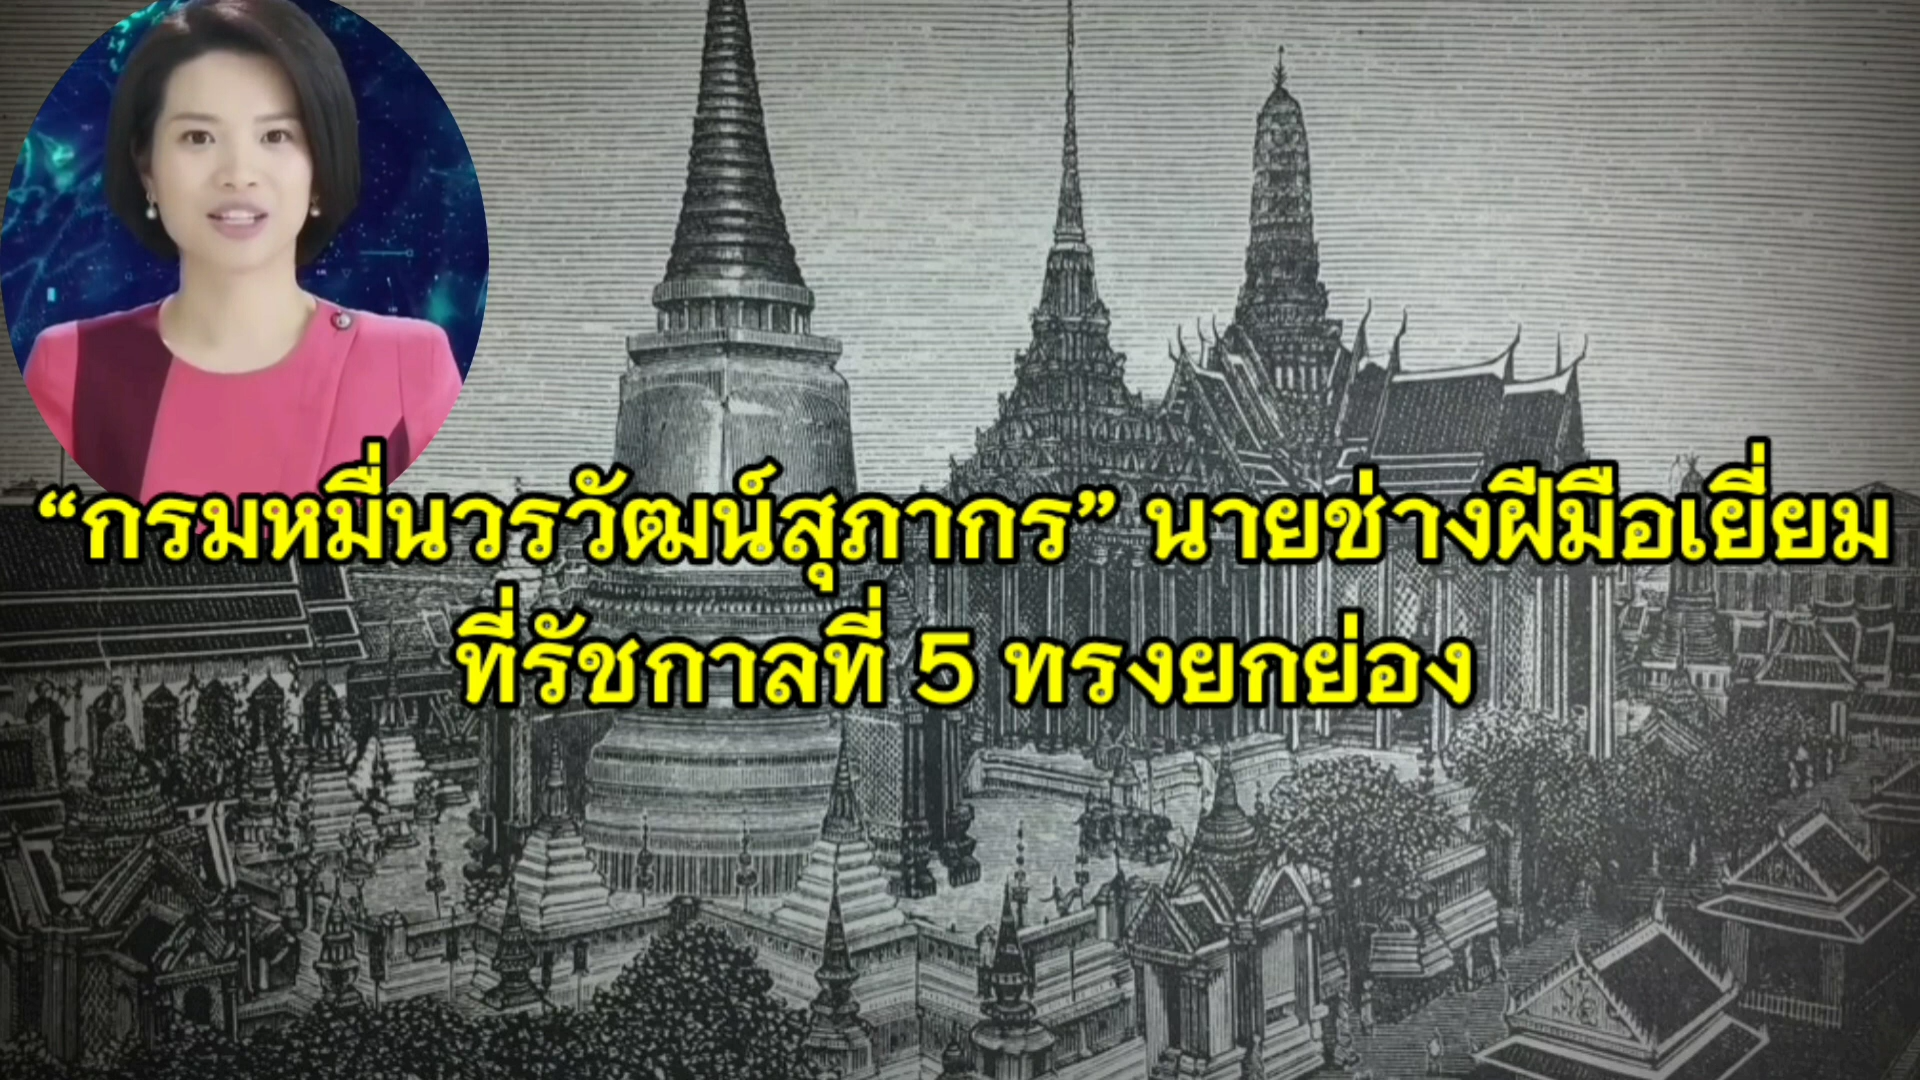 “กรมหมื่นวรวัฒน์สุภากร” นายช่างฝีมือเยี่ยม
ที่รัชกาลที่ 5 ทรงยกย่อง